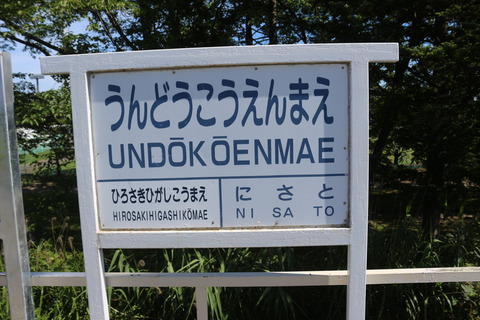 うんどうこうえんまえ
UNDŌKŌENMAE
ひろさきひがしこうまえ
HIROSAKIHIGASHIKŌMAE
にさと
NI SA TO